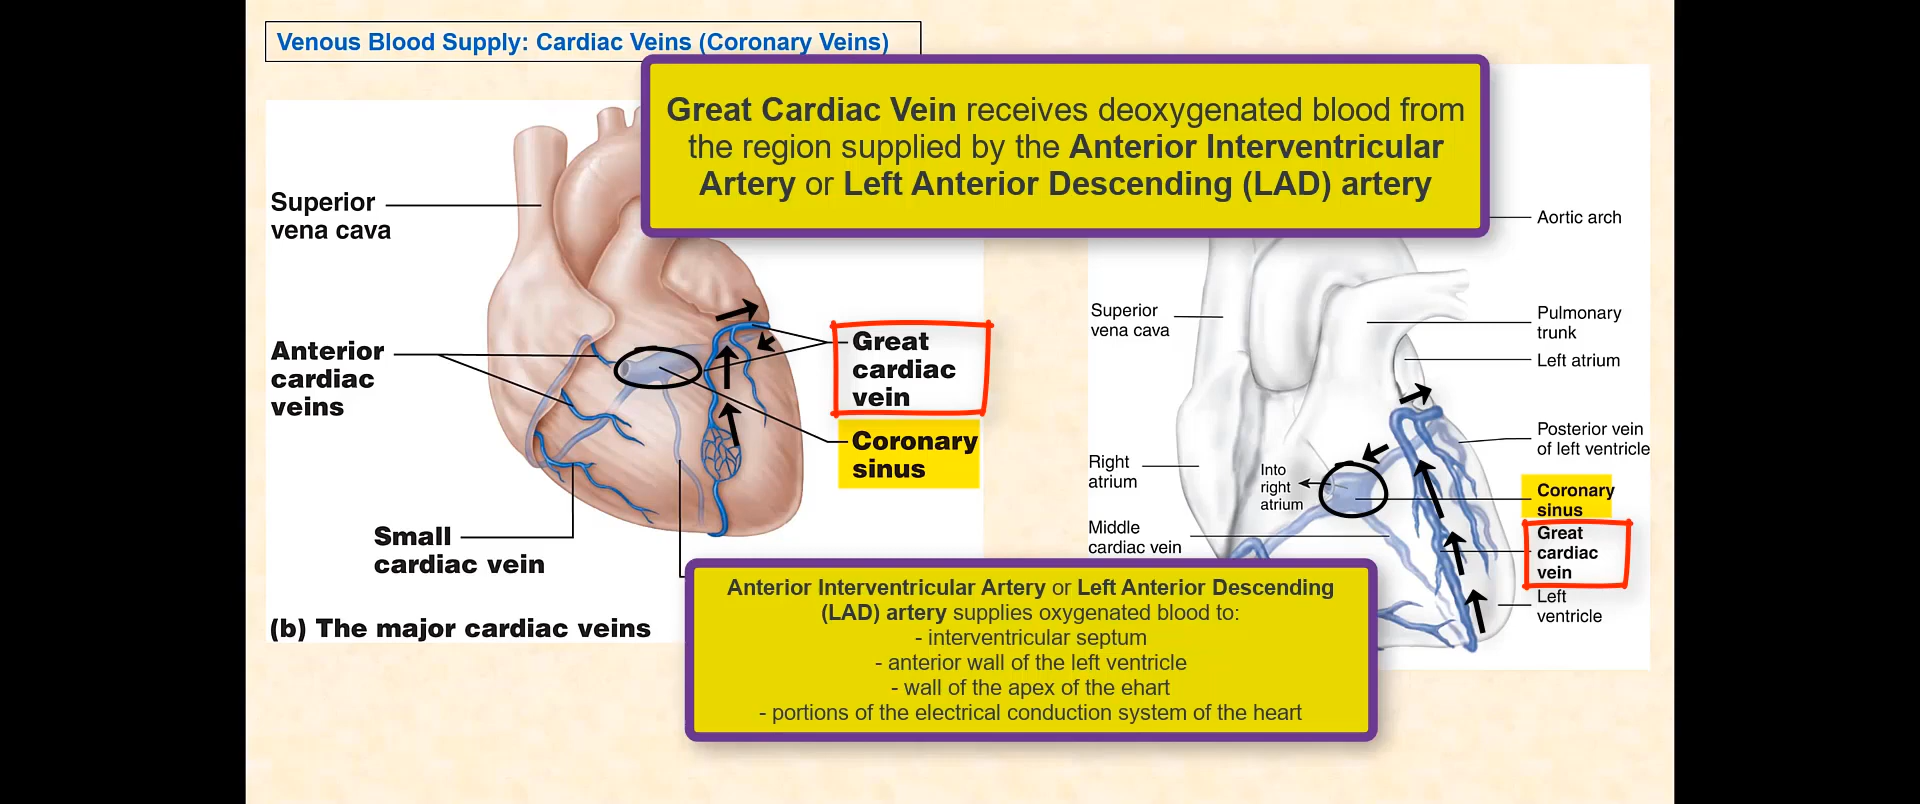 Venous Blood Supply: Cardiac Veins (Coronary Veins)
Great Cardiac Vein receives deoxygenated blood from
the region supplied by the Anterior Interventricular
Artery or Left Anterior Descending (LAD) artery
Superior
vena cava
Anterior
cardiac
veins
Small
cardiac vein
Great
cardiac
vein
Coronary
sinus
(b) The major cardiac veins
Aortic arch
Superior
vena cava
Pulmonary
trunk
Left atrium
Posterior vein
of left ventricle
Right
atrium
Into
right
atrium
Coronary
sinus
Middle
cardiac vein
Great
cardiac
vein
Left
ventricle
Anterior Interventricular Artery or Left Anterior Descending
(LAD) artery supplies oxygenated blood to:
- interventricular septum
- anterior wall of the left ventricle
- wall of the apex of the ehart
- portions of the electrical conduction system of the heart